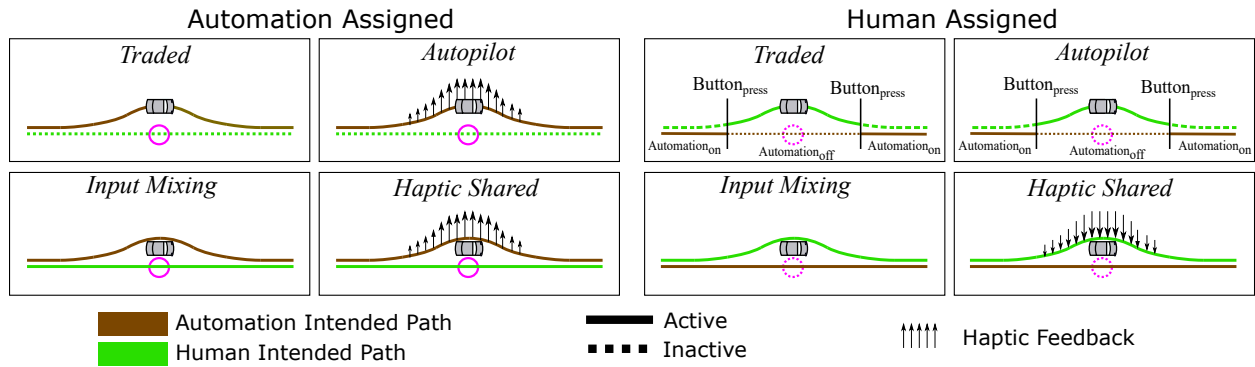 Automation Assigned
Human Assigned
Traded
Autopilot
Traded
Autopilot
Button_press
Button_press
Button_press
Button_press
Automation_on
Automation_off
Automation_on
Automation_on
Automation_off
Automation_on
Input Mixing
Haptic Shared
Input Mixing
Haptic Shared
Automation Intended Path
Human Intended Path
Active
Inactive
Haptic Feedback